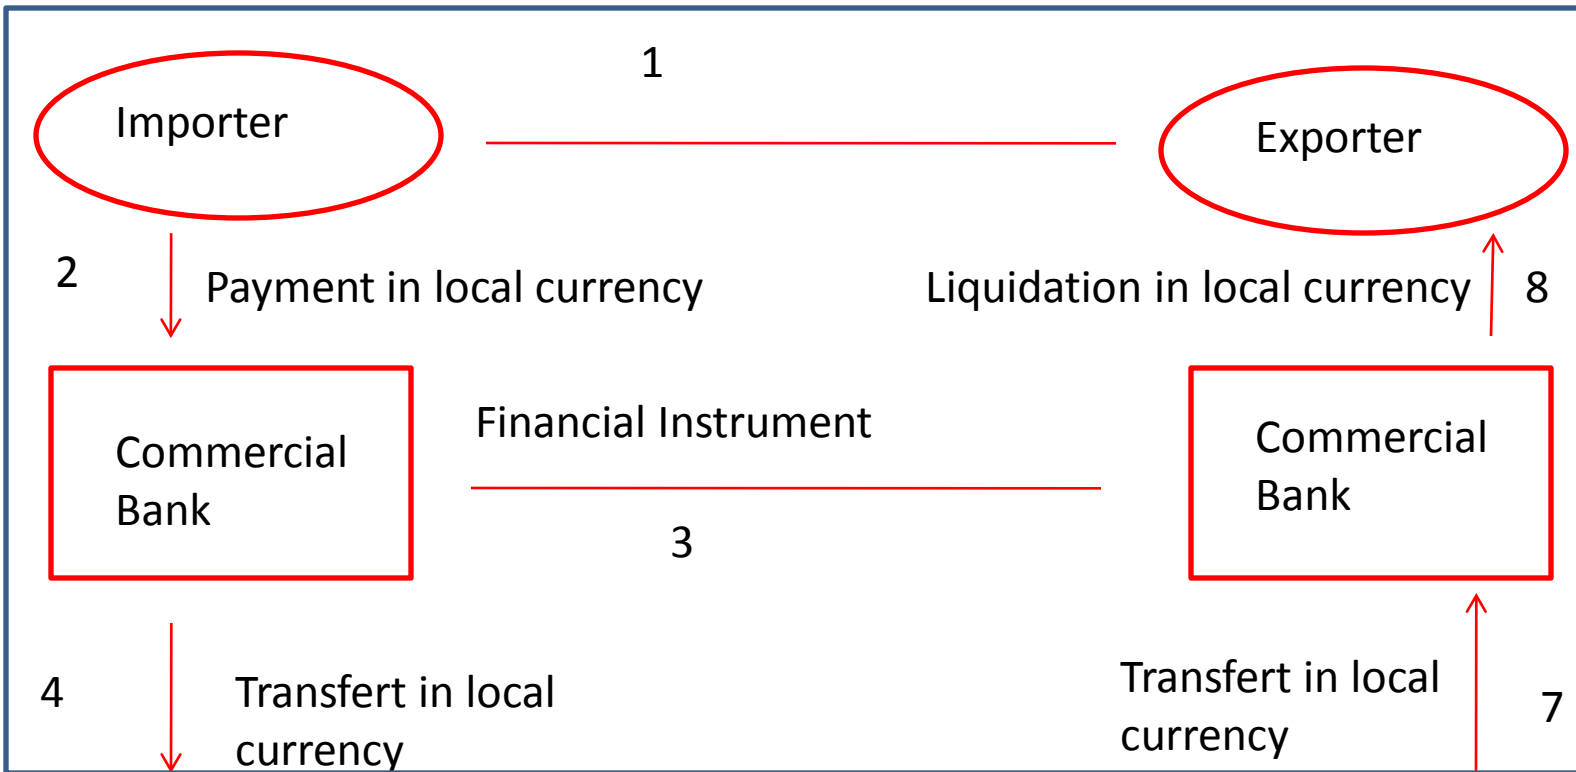 1
Importer
Exporter
2
Payment in local currency
Liquidation in local currency
8
Commercial
Bank
Financial Instrument
3
Commercial
Bank
4
Transfert in local
currency
Transfert in local
currency
7